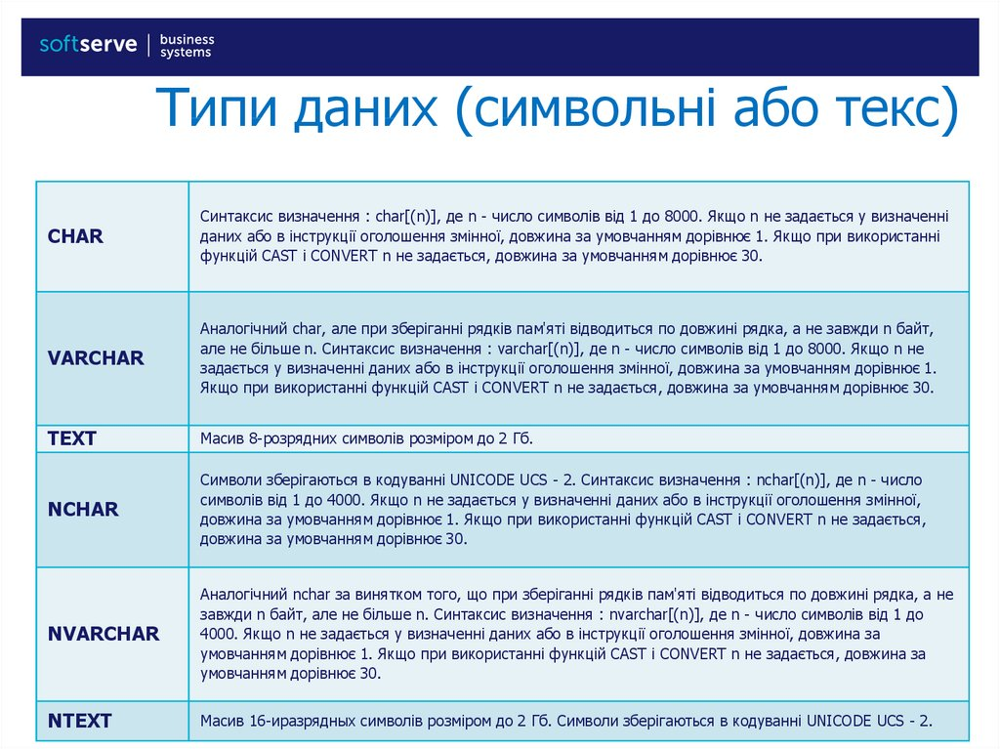 softserve | business systems
Типи даних (символьні або текс)
CHAR
Синтаксис визначення : char[(n)], де n - число символів від 1 до 8000. Якщо n не задається у визначенні
даних або в інструкції оголошення змінної, довжина за умовчанням дорівнює 1. Якщо при використанні
функцій CAST і CONVERT n не задається, довжина за умовчанням дорівнює 30.
VARCHAR
Аналогічний char, але при зберіганні рядків пам'яті відводиться по довжині рядка, а не завжди n байт,
але не більше n. Синтаксис визначення : varchar[(n)], де n - число символів від 1 до 8000. Якщо n не
задається у визначенні даних або в інструкції оголошення змінної, довжина за умовчанням дорівнює 1.
Якщо при використанні функцій CAST і CONVERT n не задається, довжина за умовчанням дорівнює 30.
TEXT
Масив 8-розрядних символів розміром до 2 Гб.
NCHAR
Символи зберігаються в кодуванні UNICODE UCS - 2. Синтаксис визначення : nchar[(n)], де n - число
символів від 1 до 4000. Якщо n не задається у визначенні даних або в інструкції оголошення змінної,
довжина за умовчанням дорівнює 1. Якщо при використанні функцій CAST і CONVERT n не задається,
довжина за умовчанням дорівнює 30.
NVARCHAR
Аналогічний nchar за винятком того, що при зберіганні рядків пам'яті відводиться по довжині рядка, а не
завжди n байт, але не більше n. Синтаксис визначення : nvarchar[(n)], де n - число символів від 1 до
4000. Якщо n не задається у визначенні даних або в інструкції оголошення змінної, довжина за
умовчанням дорівнює 1. Якщо при використанні функцій CAST і CONVERT n не задається, довжина за
умовчанням дорівнює 30.
NTEXT
Масив 16-иразрядных символів розміром до 2 Гб. Символи зберігаються в кодуванні UNICODE UCS - 2.